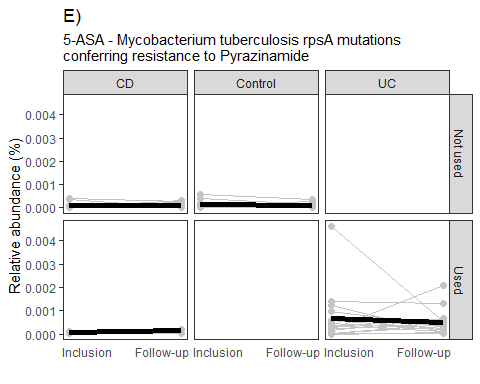 E)
5-ASA - Mycobacterium tuberculosis rpsA mutations
conferring resistance to Pyrazinamide
CD
Control
UC
Relative abundance (%)
0.004
0.003
0.002
0.001
0.000
Not used
0.004
0.003
0.002
0.001
0.000
Used
Inclusion
Follow-up
Inclusion
Follow-up
Inclusion
Follow-up